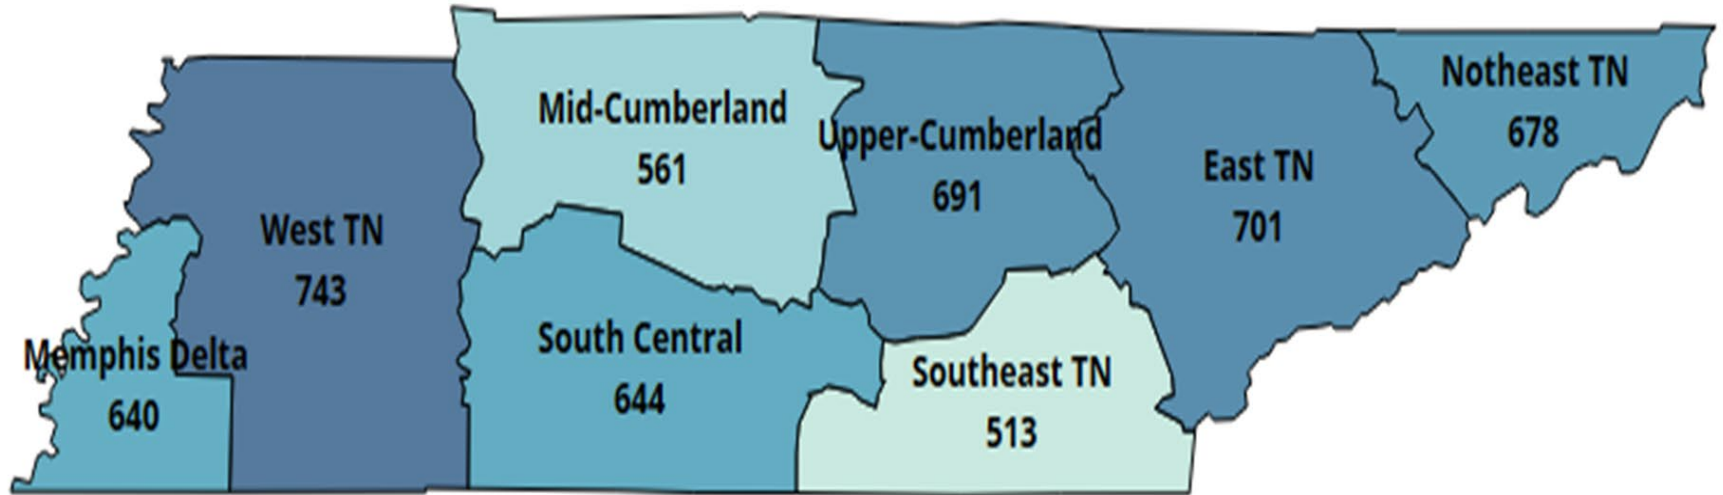 Mid-Cumberland
561
Upper-Cumberland
691
East TN
701
Notheast TN
678
West TN
743
Memphis Delta
640
South Central
644
Southeast TN
513